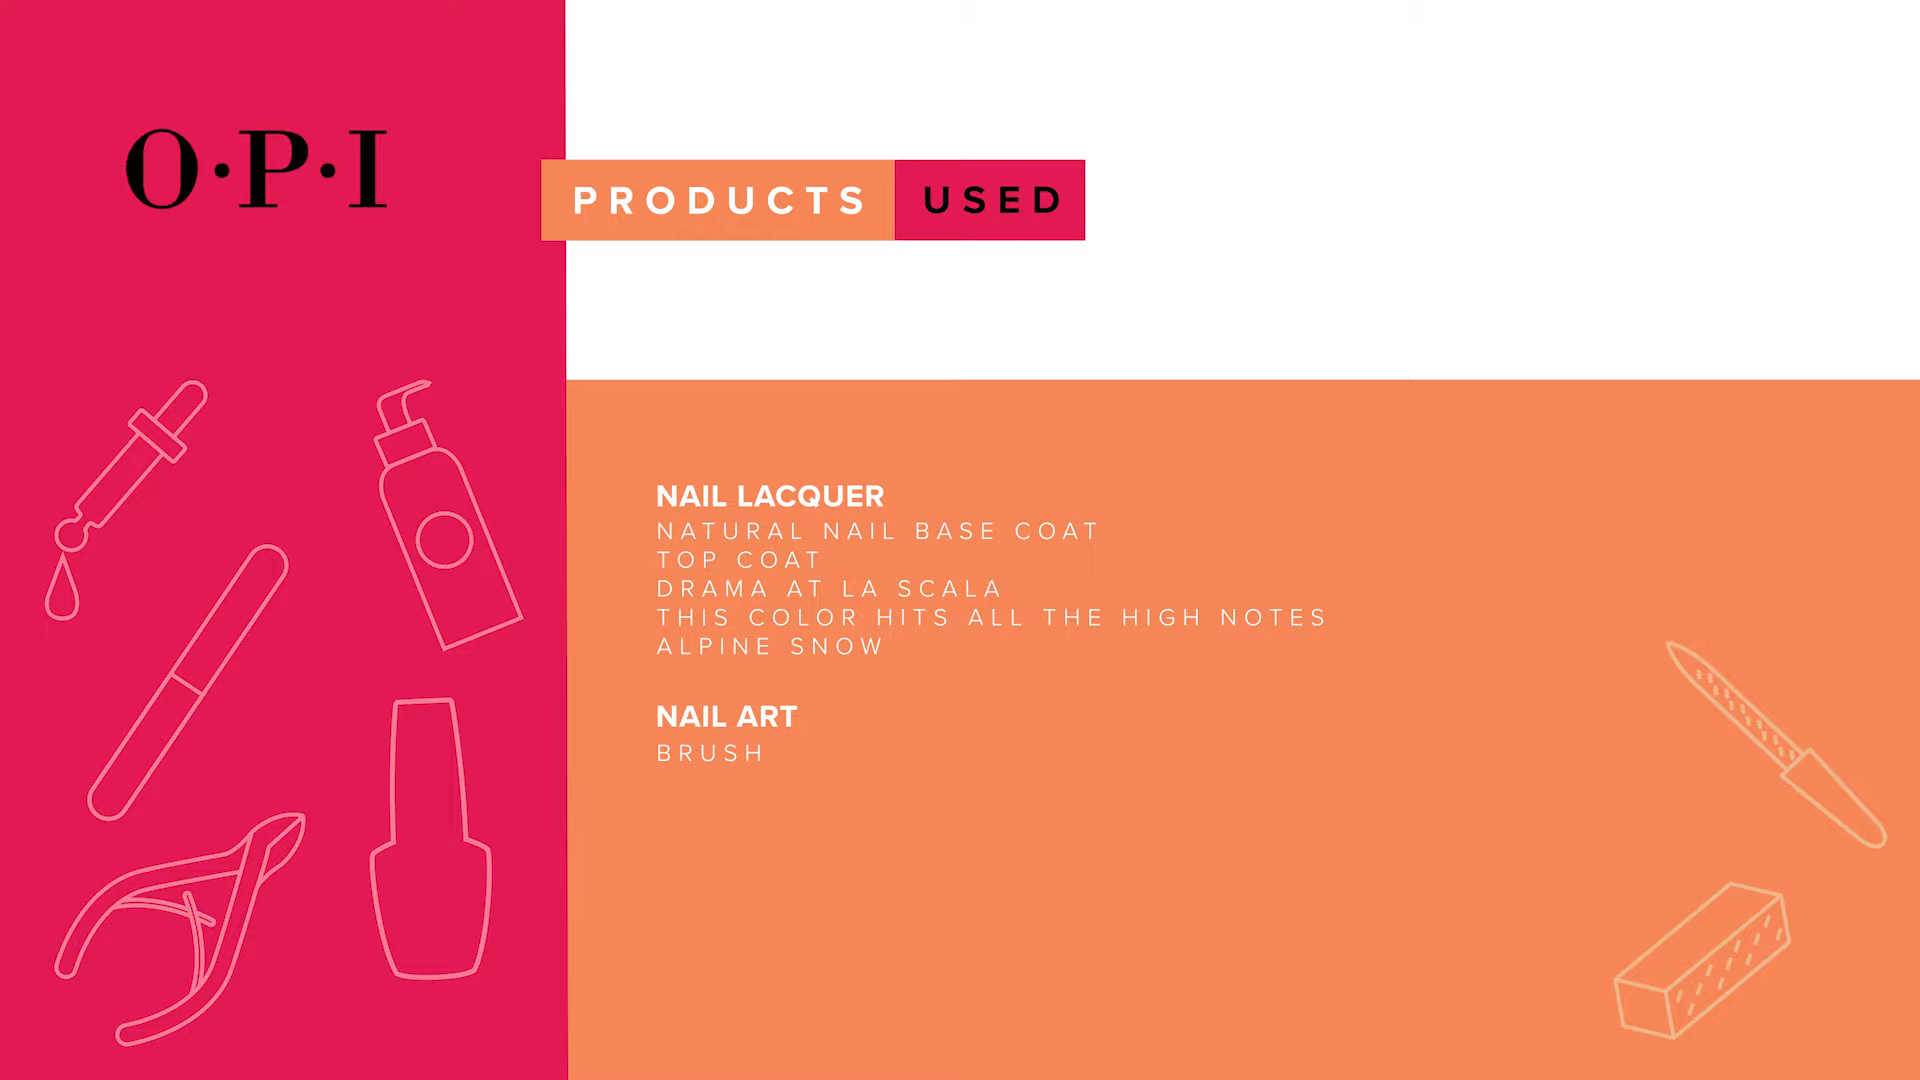 O·P·I
PRODUCTS USED
NAIL LACQUER
NATURAL NAIL BASE COAT
TOP COAT
DRAMA AT LA SCALA
THIS COLOR HITS ALL THE HIGH NOTES
ALPINE SNOW
NAIL ART
BRUSH